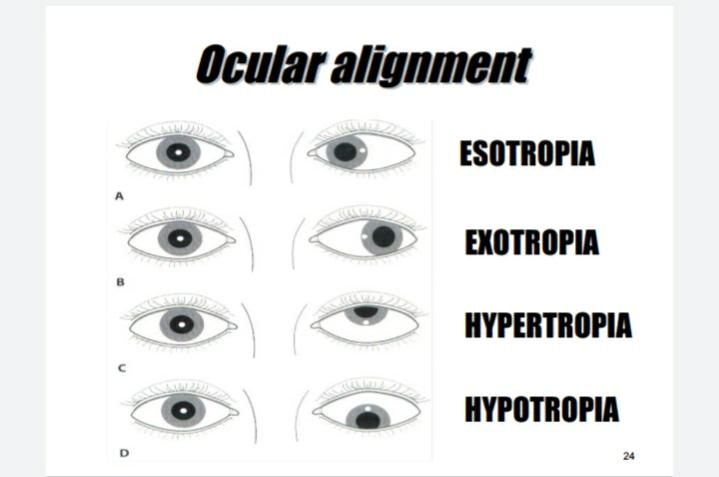 Ocular alignment
ESOTROPIA
A
EXOTROPIA
B
HYPERTROPIA
C
HYPOTROPIA
D
24